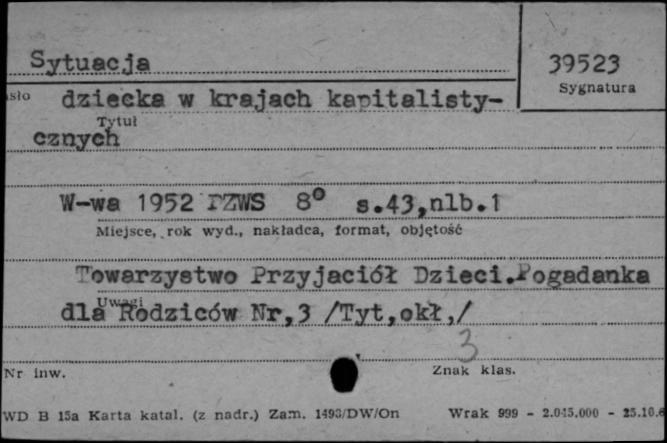 Sytuacja
39523
Sygnatura
dziecka w krajach kapitalisty-
Tytuł
cznych
W-wa 1952 PZWS 8° s.43,nlb.1
Miejsce, rok wyd., nakładca, format, objętość
Towarzystwo Przyjaciół Dzieci.Pogadanka
Uwagi
dla Rodziców Nr,3 /Tyt,okł,/
3
Nr inw.
Znak klas.
WD B 15a Karta katal. (z nadr.) Zam. 1493/DW/On Wrak 999 - 2.045.000 - 25.10.6